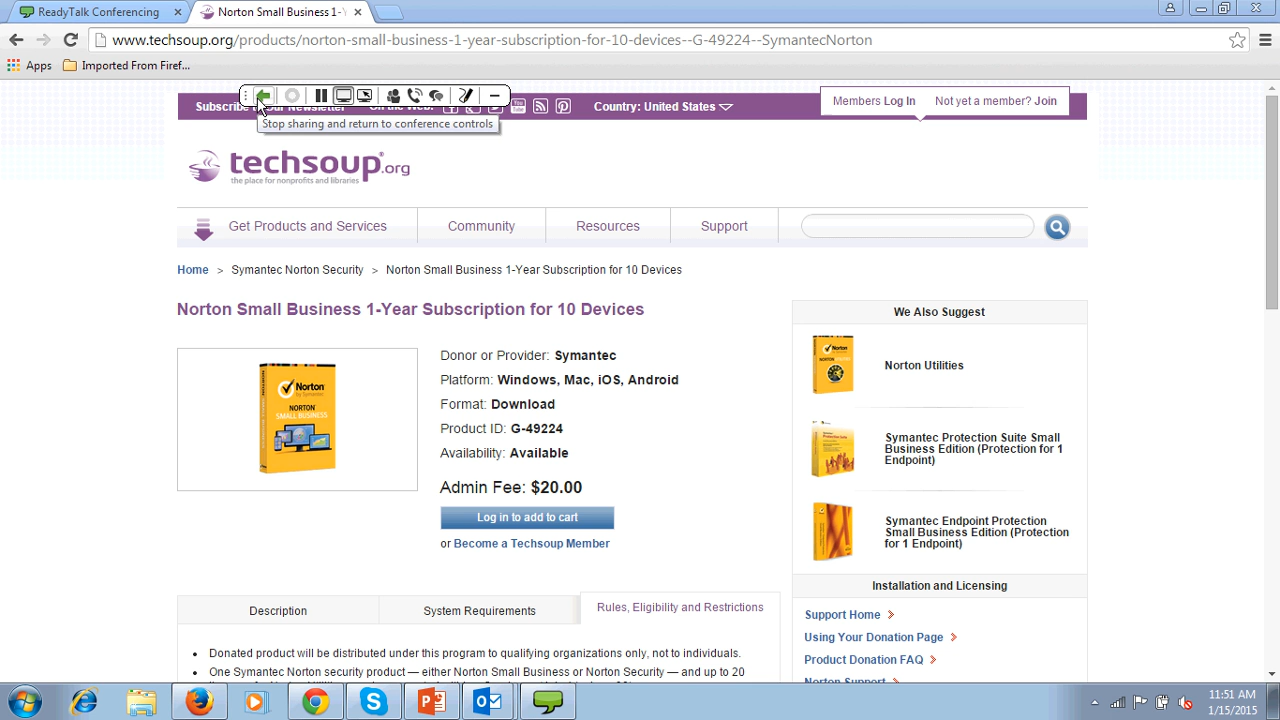 ReadyTalk Conferencing
Norton Small Business 1-Y
www.techsoup.org/products/norton-small-business-1-year-subscription-for-10-devices--G-49224--SymantecNorton
Apps
Imported From Firef...
Country: United States
Members Log In
Not yet a member? Join
Stop sharing and return to conference controls
techsoup.org
the place for nonprofits and libraries
Get Products and Services
Community
Resources
Support
Home > Symantec Norton Security > Norton Small Business 1-Year Subscription for 10 Devices
Norton Small Business 1-Year Subscription for 10 Devices
Norton
by Symantec
NORTON
SMALL BUSINESS
Donor or Provider: Symantec
Platform: Windows, Mac, iOS, Android
Format: Download
Product ID: G-49224
Availability: Available
Admin Fee: $20.00
Log in to add to cart
or Become a Techsoup Member
We Also Suggest
Norton Utilities
Symantec Protection Suite Small
Business Edition (Protection for 1
Endpoint)
Symantec Endpoint Protection
Small Business Edition (Protection
for 1 Endpoint)
Installation and Licensing
Support Home
Using Your Donation Page
Product Donation FAQ
Norton Support
Description
System Requirements
Rules, Eligibility and Restrictions
Donated product will be distributed under this program to qualifying organizations only, not to individuals.
One Symantec Norton security product — either Norton Small Business or Norton Security — and up to 20
11:51 AM
1/15/2015